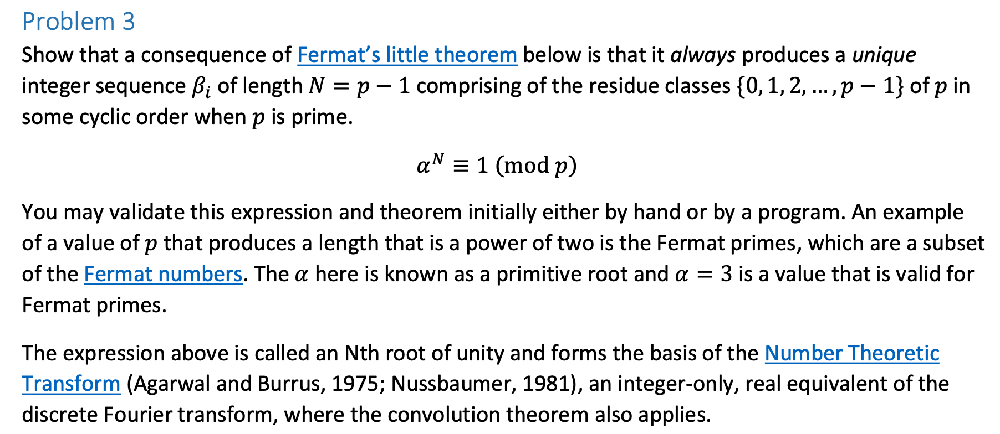 Problem 3
Show that a consequence of Fermat’s little theorem below is that it always produces a unique
integer sequence βᵢ of length N = p − 1 comprising of the residue classes {0, 1, 2, … , p − 1} of p in
some cyclic order when p is prime.
αᴺ ≡ 1 (mod p)
You may validate this expression and theorem initially either by hand or by a program. An example
of a value of p that produces a length that is a power of two is the Fermat primes, which are a subset
of the Fermat numbers. The α here is known as a primitive root and α = 3 is a value that is valid for
Fermat primes.
The expression above is called an Nth root of unity and forms the basis of the Number Theoretic
Transform (Agarwal and Burrus, 1975; Nussbaumer, 1981), an integer-only, real equivalent of the
discrete Fourier transform, where the convolution theorem also applies.